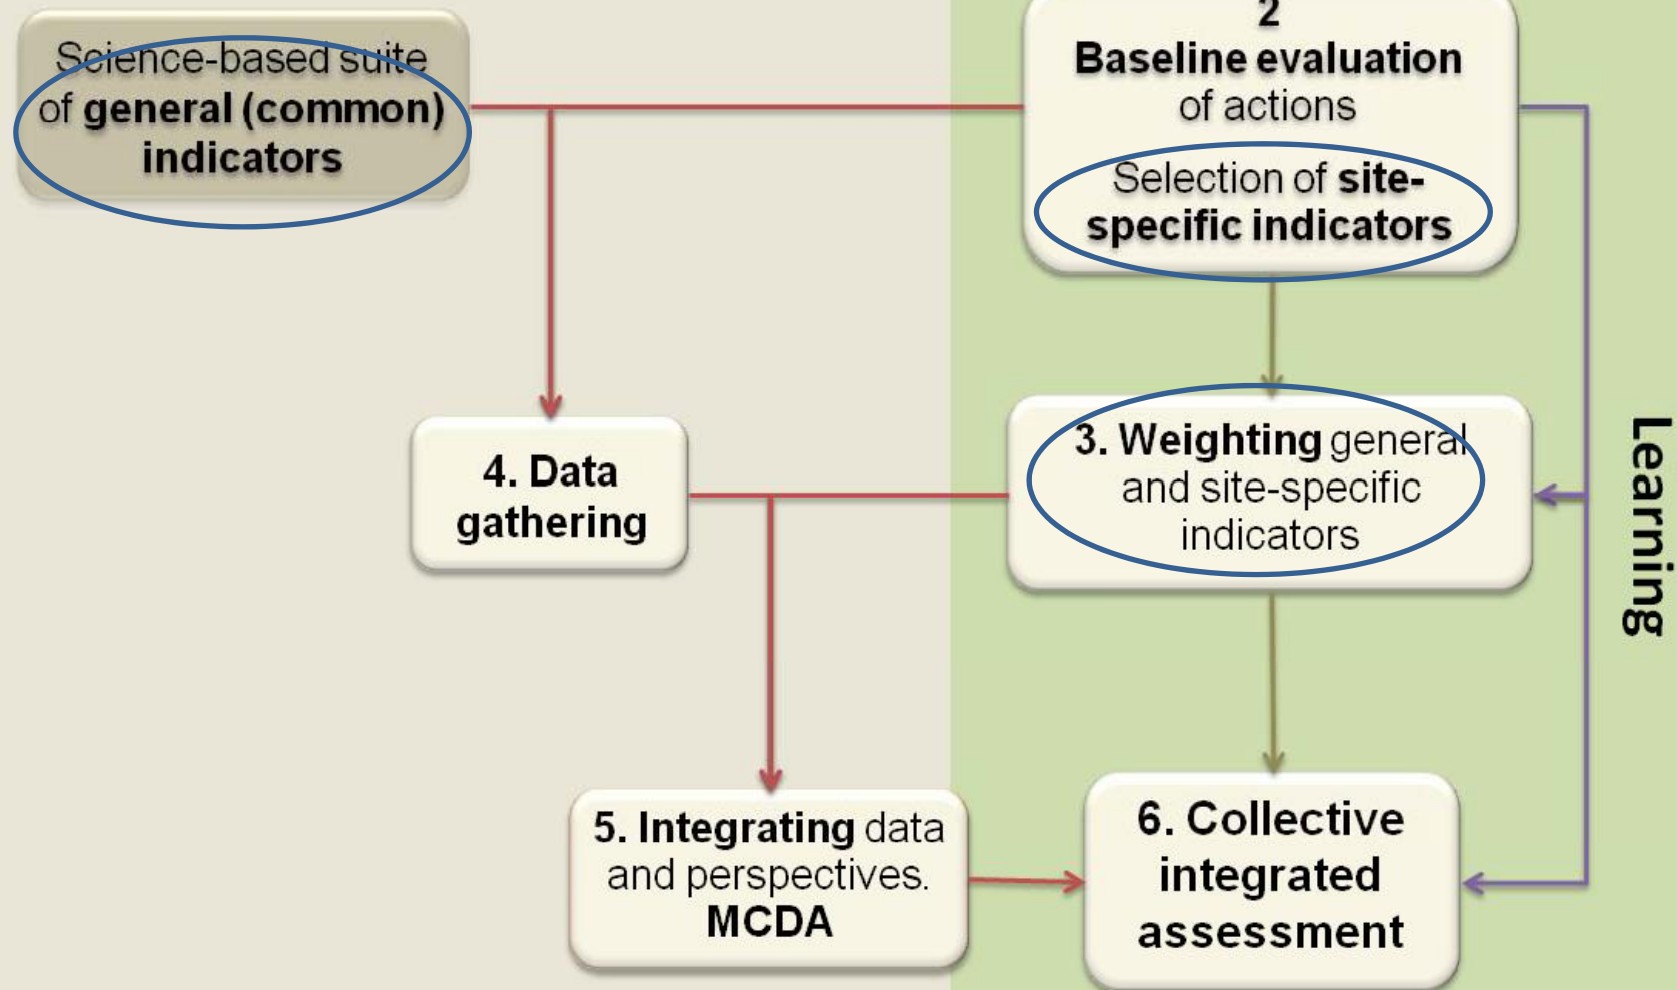 Science-based suite
of general (common)
indicators
2
Baseline evaluation
of actions
Selection of site-
specific indicators
3. Weighting general
and site-specific
indicators
4. Data
gathering
5. Integrating data
and perspectives.
MCDA
6. Collective
integrated
assessment
Learning